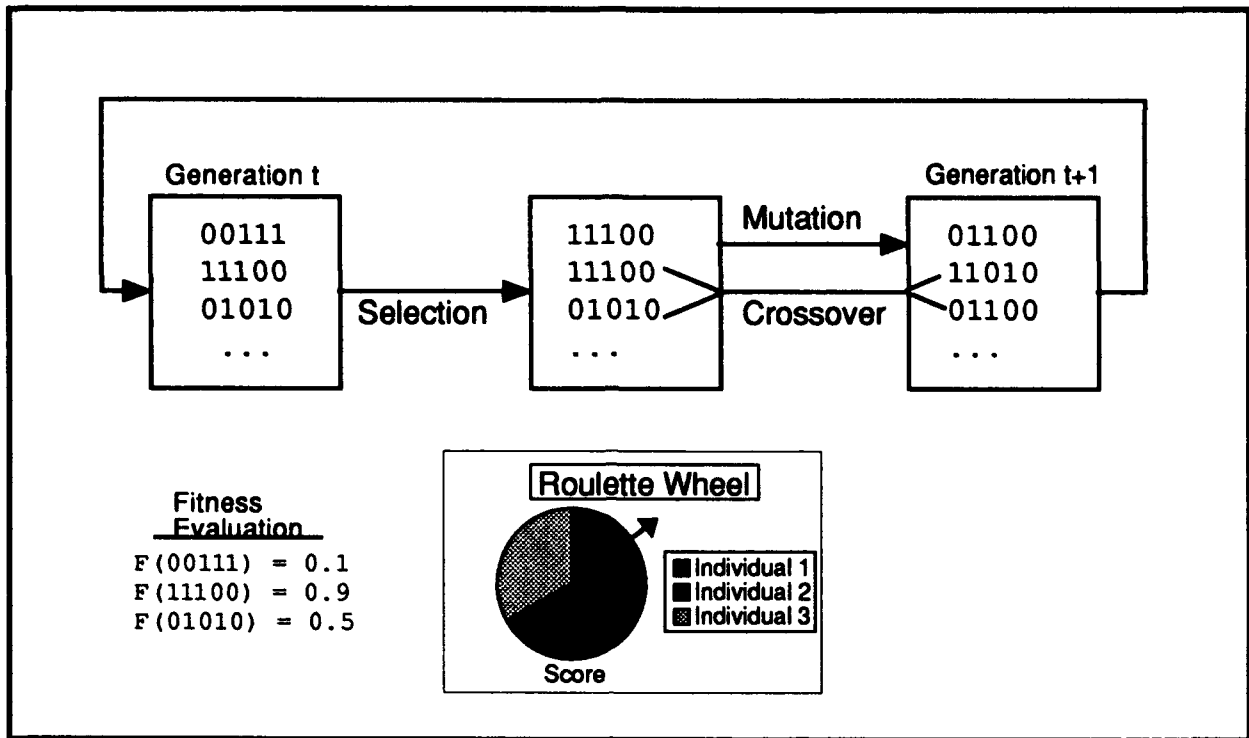 Generation t
00111
11100
01010
...
Selection
11100
11100
01010
...
Mutation
Crossover
Generation t+1
01100
11010
01100
...
Fitness
Evaluation
F(00111) = 0.1
F(11100) = 0.9
F(01010) = 0.5
Roulette Wheel
Individual 1
Individual 2
Individual 3
Score